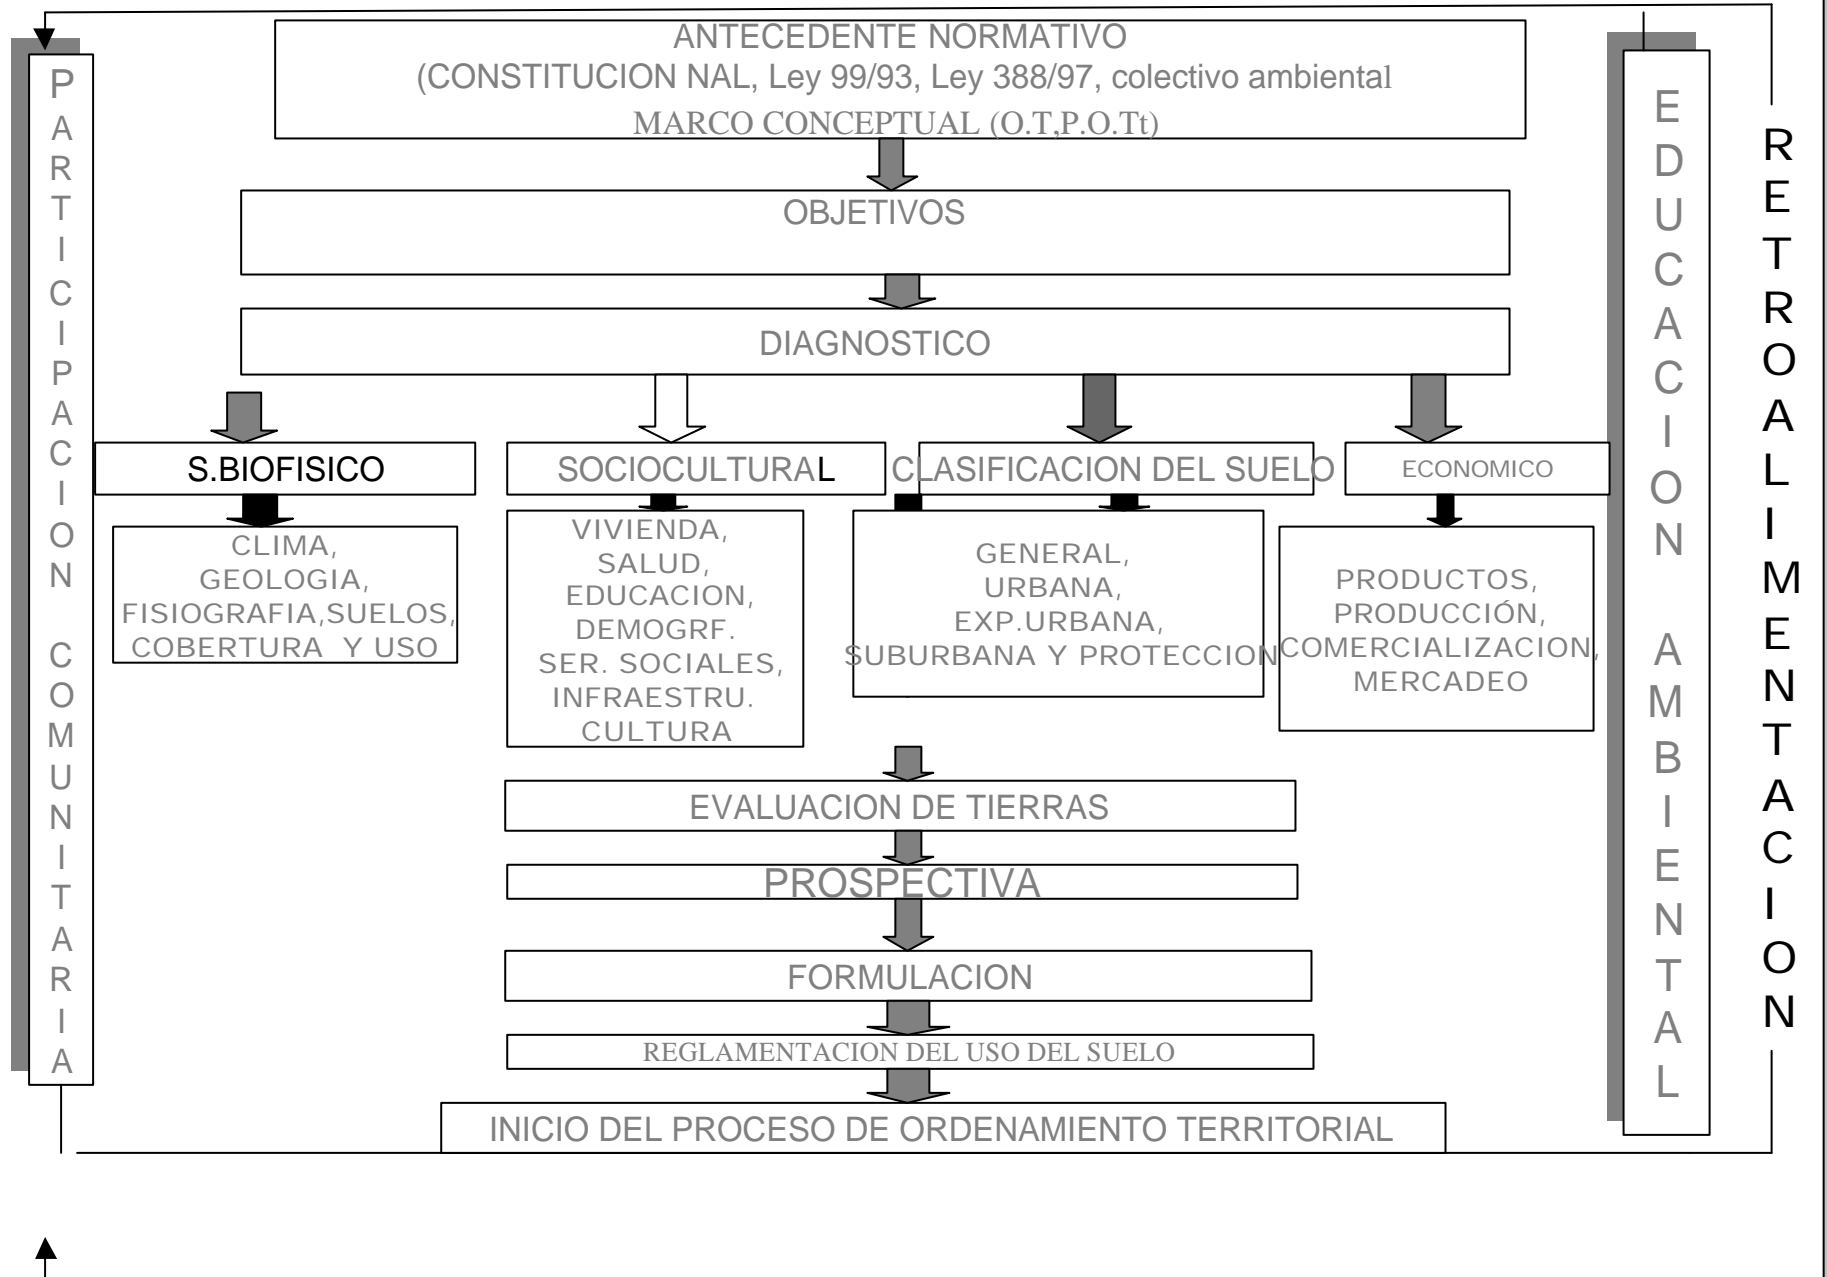 ANTECEDENTE NORMATIVO
(CONSTITUCION NAL, Ley 99/93, Ley 388/97, colectivo ambiental
MARCO CONCEPTUAL (O.T,P.O.Tt)
OBJETIVOS
DIAGNOSTICO
S.BIOFISICO
SOCIOCULTURAL
CLASIFICACION DEL SUELO
ECONOMICO
CLIMA,
GEOLOGIA,
FISIOGRAFIA,SUELOS,
COBERTURA Y USO
VIVIENDA,
SALUD,
EDUCACION,
DEMOGRF.
SER. SOCIALES,
INFRAESTRU.
CULTURA
GENERAL,
URBANA,
EXP.URBANA,
SUBURBANA Y PROTECCION
PRODUCTOS,
PRODUCCIÓN,
COMERCIALIZACION,
MERCADEO
EVALUACION DE TIERRAS
PROSPECTIVA
FORMULACION
REGLAMENTACION DEL USO DEL SUELO
INICIO DEL PROCESO DE ORDENAMIENTO TERRITORIAL
PARTICIPACION COMUNITARIA
EDUCACION AMBIENTAL
RETROALIMENTACION